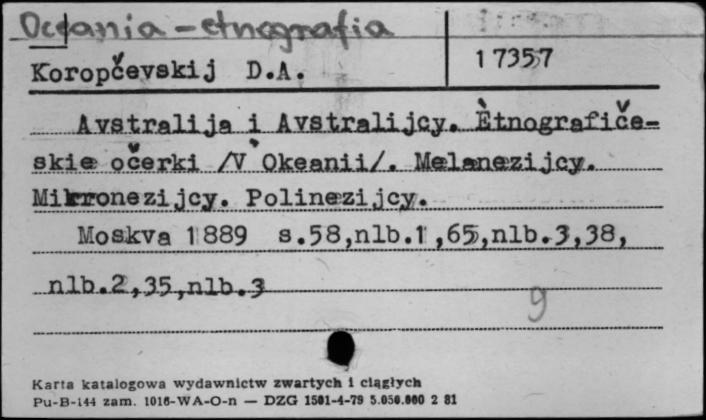 Oceania - etnografia
Koropčevskij D.A.
17357
Avstralija i Avstralijcy. Ètnografiče-
skie očerki /V Okeanii/. Melanezijcy.
Mikronezijcy. Polinezijcy.
Moskva 1889 s.58,nlb.1,65,nlb.3,38,
nlb.2,35,nlb.3
9
Karta katalogowa wydawnictw zwartych i ciągłych
Pu-B-144 zam. 1016-WA-O-n — DZG 1501-4-79 5.050.000 2 81